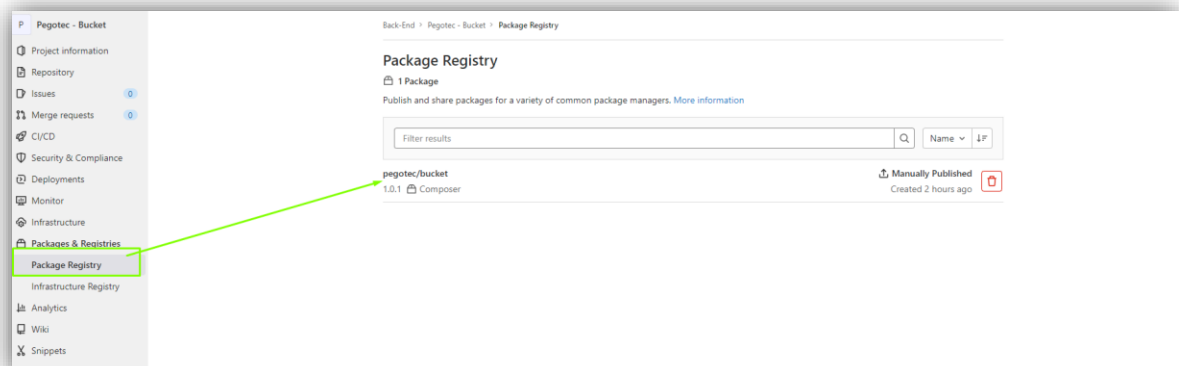 P Pegotec - Bucket
Project information
Repository
Issues 0
Merge requests 0
CI/CD
Security & Compliance
Deployments
Monitor
Infrastructure
Packages & Registries
Package Registry
Infrastructure Registry
Analytics
Wiki
Snippets
Back-End > Pegotec - Bucket > Package Registry
Package Registry
1 Package
Publish and share packages for a variety of common package managers. More information
Filter results
Name
pegotec/bucket
Manually Published
1.0.1 Composer
Created 2 hours ago